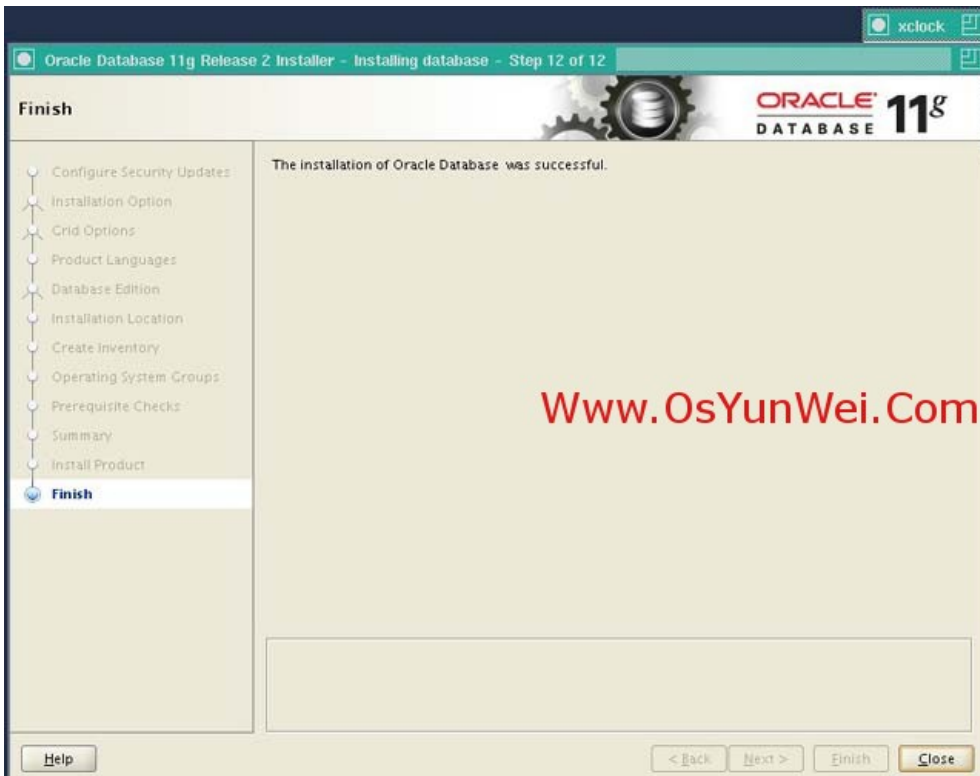 xclock
Oracle Database 11g Release 2 Installer - Installing database - Step 12 of 12
Finish
ORACLE
DATABASE
11g
Configure Security Updates
Installation Option
Grid Options
Product Languages
Database Edition
Installation Location
Create Inventory
Operating System Groups
Prerequisite Checks
Summary
Install Product
Finish
The installation of Oracle Database was successful.
Www.OsYunWei.Com
Help
< Back
Next >
Finish
Close